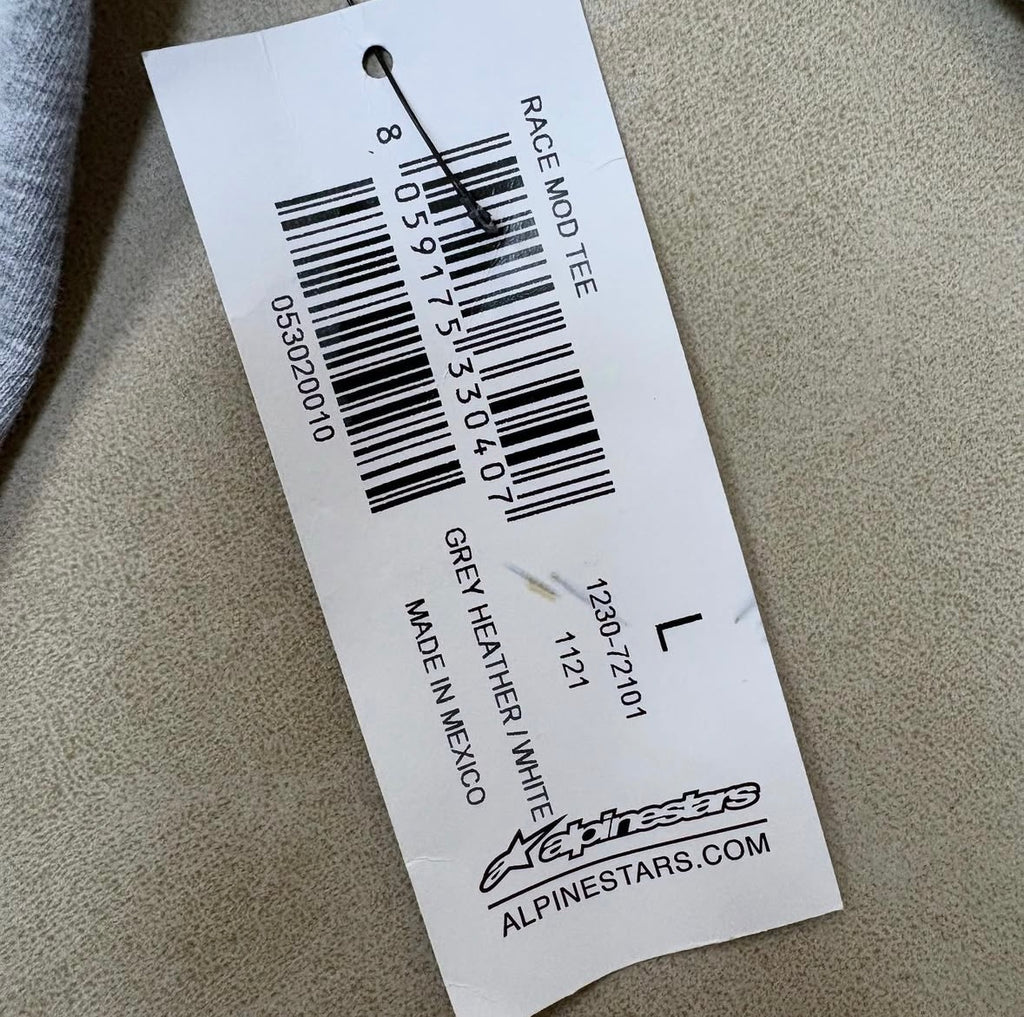 RACE MOD TEE
8 059175 330407
053020010
L
1230-72101
1121
GREY HEATHER / WHITE
MADE IN MEXICO
alpinestars
ALPINESTARS.COM